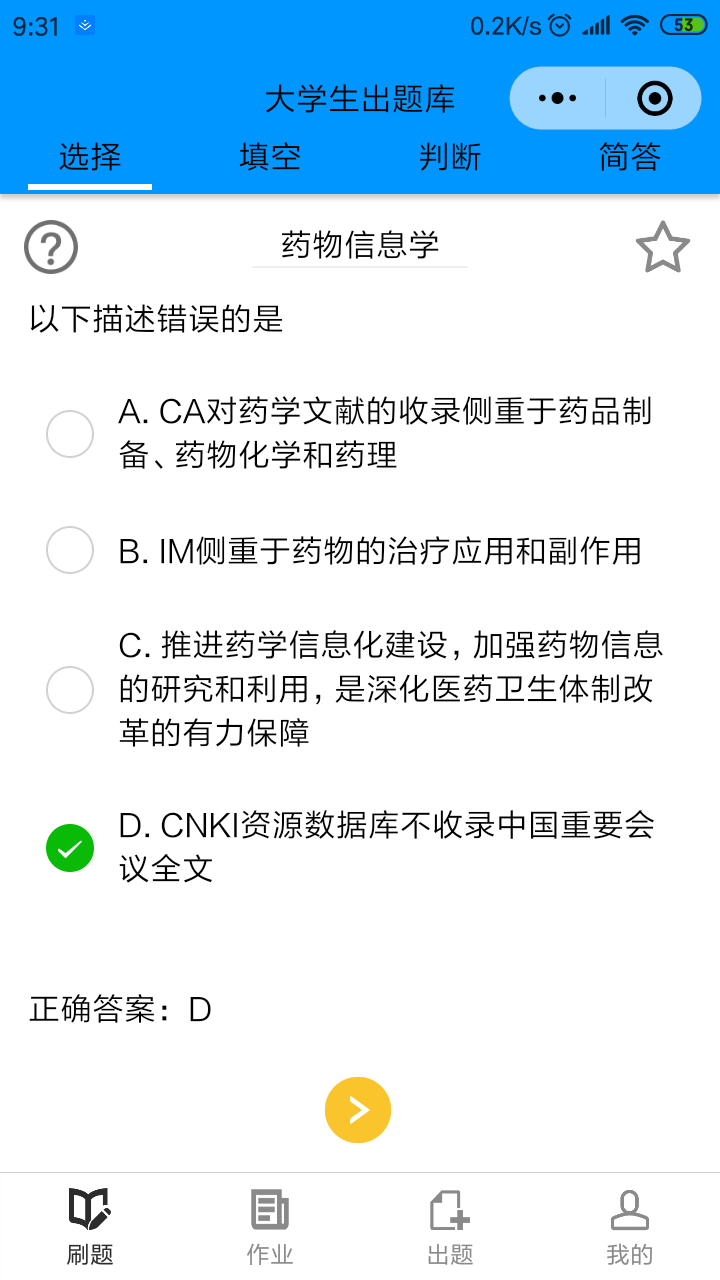 9:31 0.2K/s 53
大学生出题库
选择 填空 判断 简答
药物信息学
以下描述错误的是
A. CA对药学文献的收录侧重于药品制
备、药物化学和药理
B. IM侧重于药物的治疗应用和副作用
C. 推进药学信息化建设，加强药物信息
的研究和利用，是深化医药卫生体制改
革的有力保障
D. CNKI资源数据库不收录中国重要会
议全文
正确答案：D
刷题 作业 出题 我的